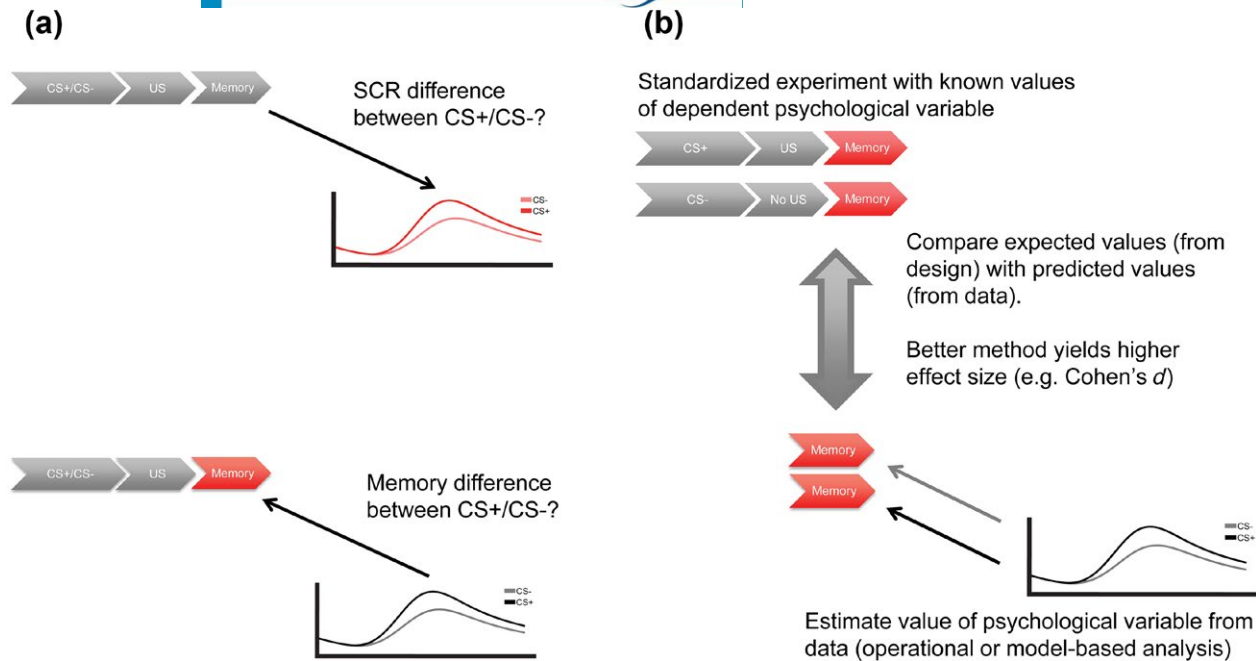 (a)
CS+/CS-
US
Memory
SCR difference
between CS+/CS-?
CS-
CS+
CS+/CS-
US
Memory
Memory difference
between CS+/CS-?
CS-
CS+
(b)
Standardized experiment with known values
of dependent psychological variable
CS+
US
Memory
CS-
No US
Memory
Compare expected values (from
design) with predicted values
(from data).
Better method yields higher
effect size (e.g. Cohen's d)
Memory
Memory
CS-
CS+
Estimate value of psychological variable from
data (operational or model-based analysis)